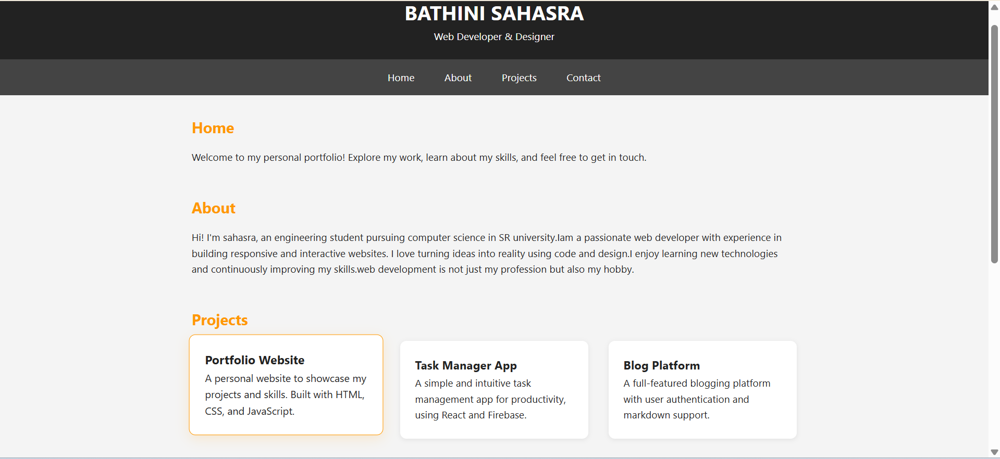 BATHINI SAHASRA
Web Developer & Designer
Home About Projects Contact
Home
Welcome to my personal portfolio! Explore my work, learn about my skills, and feel free to get in touch.
About
Hi! I'm sahasra, an engineering student pursuing computer science in SR university.Iam a passionate web developer with experience in
building responsive and interactive websites. I love turning ideas into reality using code and design.I enjoy learning new technologies
and continuously improving my skills.web development is not just my profession but also my hobby.
Projects
Portfolio Website
A personal website to showcase my
projects and skills. Built with HTML,
CSS, and JavaScript.
Task Manager App
A simple and intuitive task
management app for productivity,
using React and Firebase.
Blog Platform
A full-featured blogging platform
with user authentication and
markdown support.